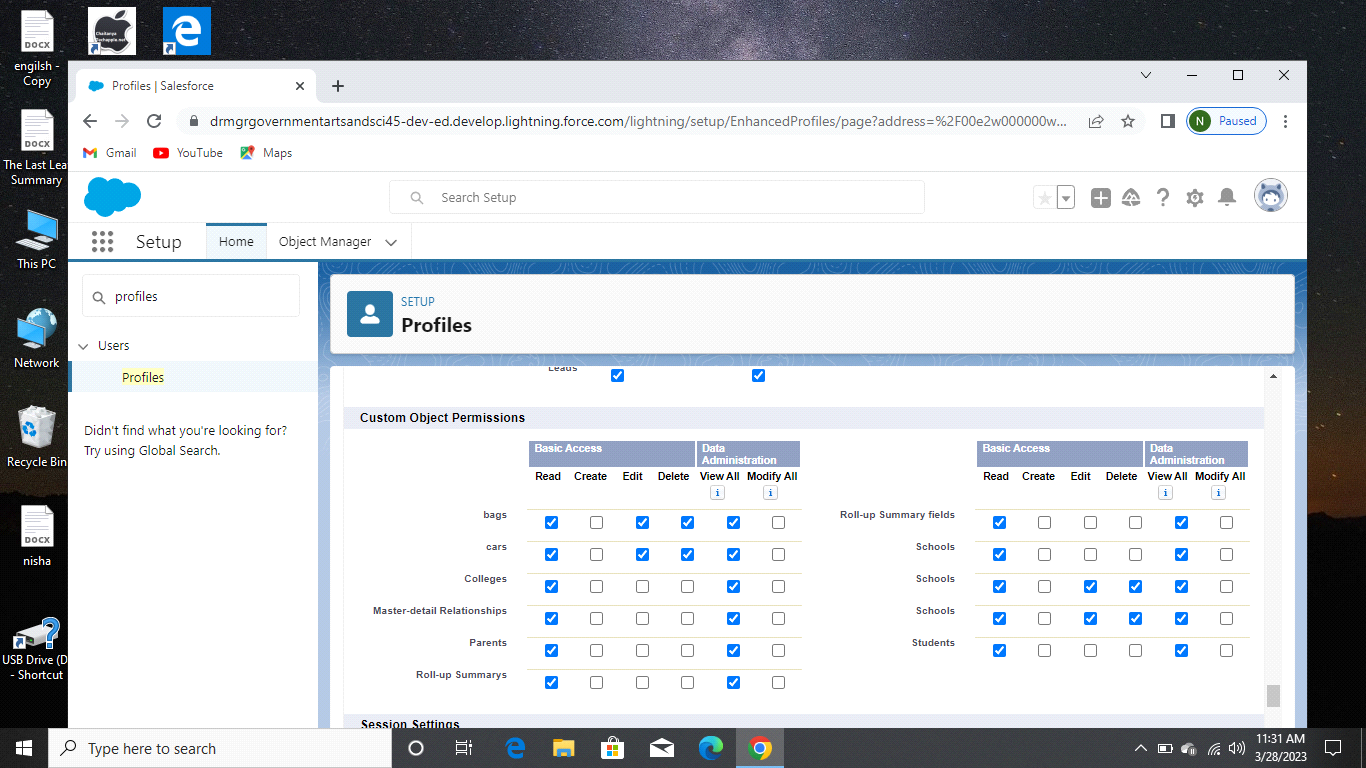 DOCX
engilsh -
Copy
Chaitanya
Techappia.net
DOCX
The Last Lea
Summary
This PC
Network
Recycle Bin
DOCX
nisha
USB Drive (D
- Shortcut
Profiles | Salesforce
drmgrgovernmentartsandsci45-dev-ed.develop.lightning.force.com/lightning/setup/EnhancedProfiles/page?address=%2F00e2w000000w...
N Paused
Gmail YouTube Maps
Search Setup
Setup Home Object Manager
profiles
Users
Profiles
Didn't find what you're looking for?
Try using Global Search.
SETUP
Profiles
Leads
Custom Object Permissions
Basic Access Data Administration
Read Create Edit Delete View All Modify All
i i
bags
cars
Colleges
Master-detail Relationships
Parents
Roll-up Summarys
Basic Access Data Administration
Read Create Edit Delete View All Modify All
i i
Roll-up Summary fields
Schools
Schools
Schools
Students
Session Settings
Type here to search
11:31 AM
3/28/2023